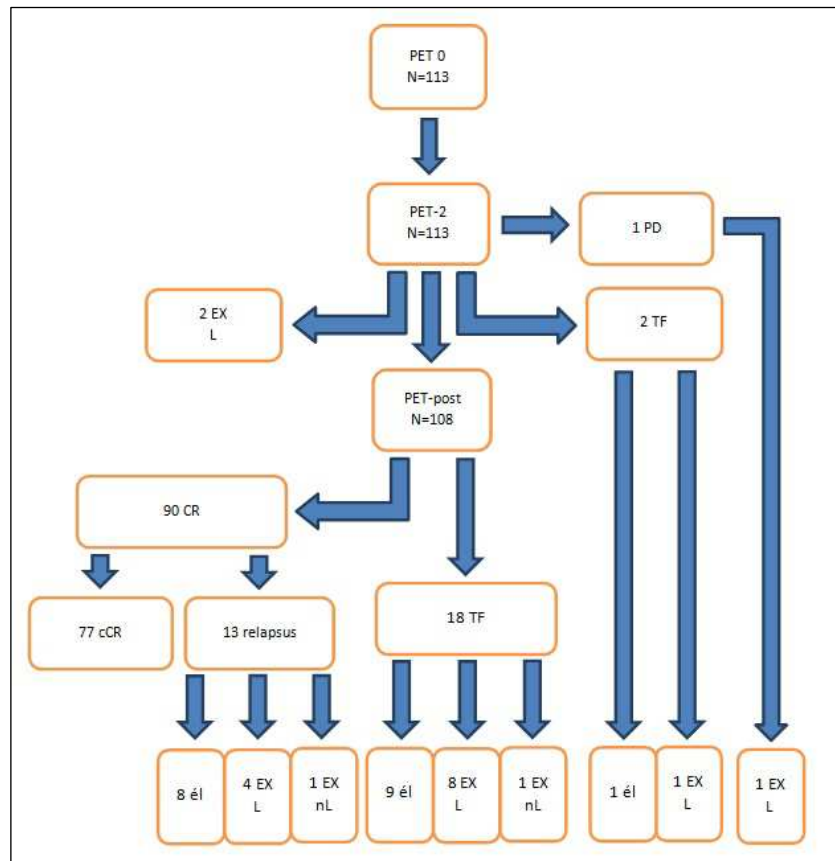 PET 0
N=113
PET-2
N=113
1 PD
2 EX
L
2 TF
PET-post
N=108
90 CR
77 cCR
13 relapsus
18 TF
8 él
4 EX
L
1 EX
nL
9 él
8 EX
L
1 EX
nL
1 él
1 EX
L
1 EX
L